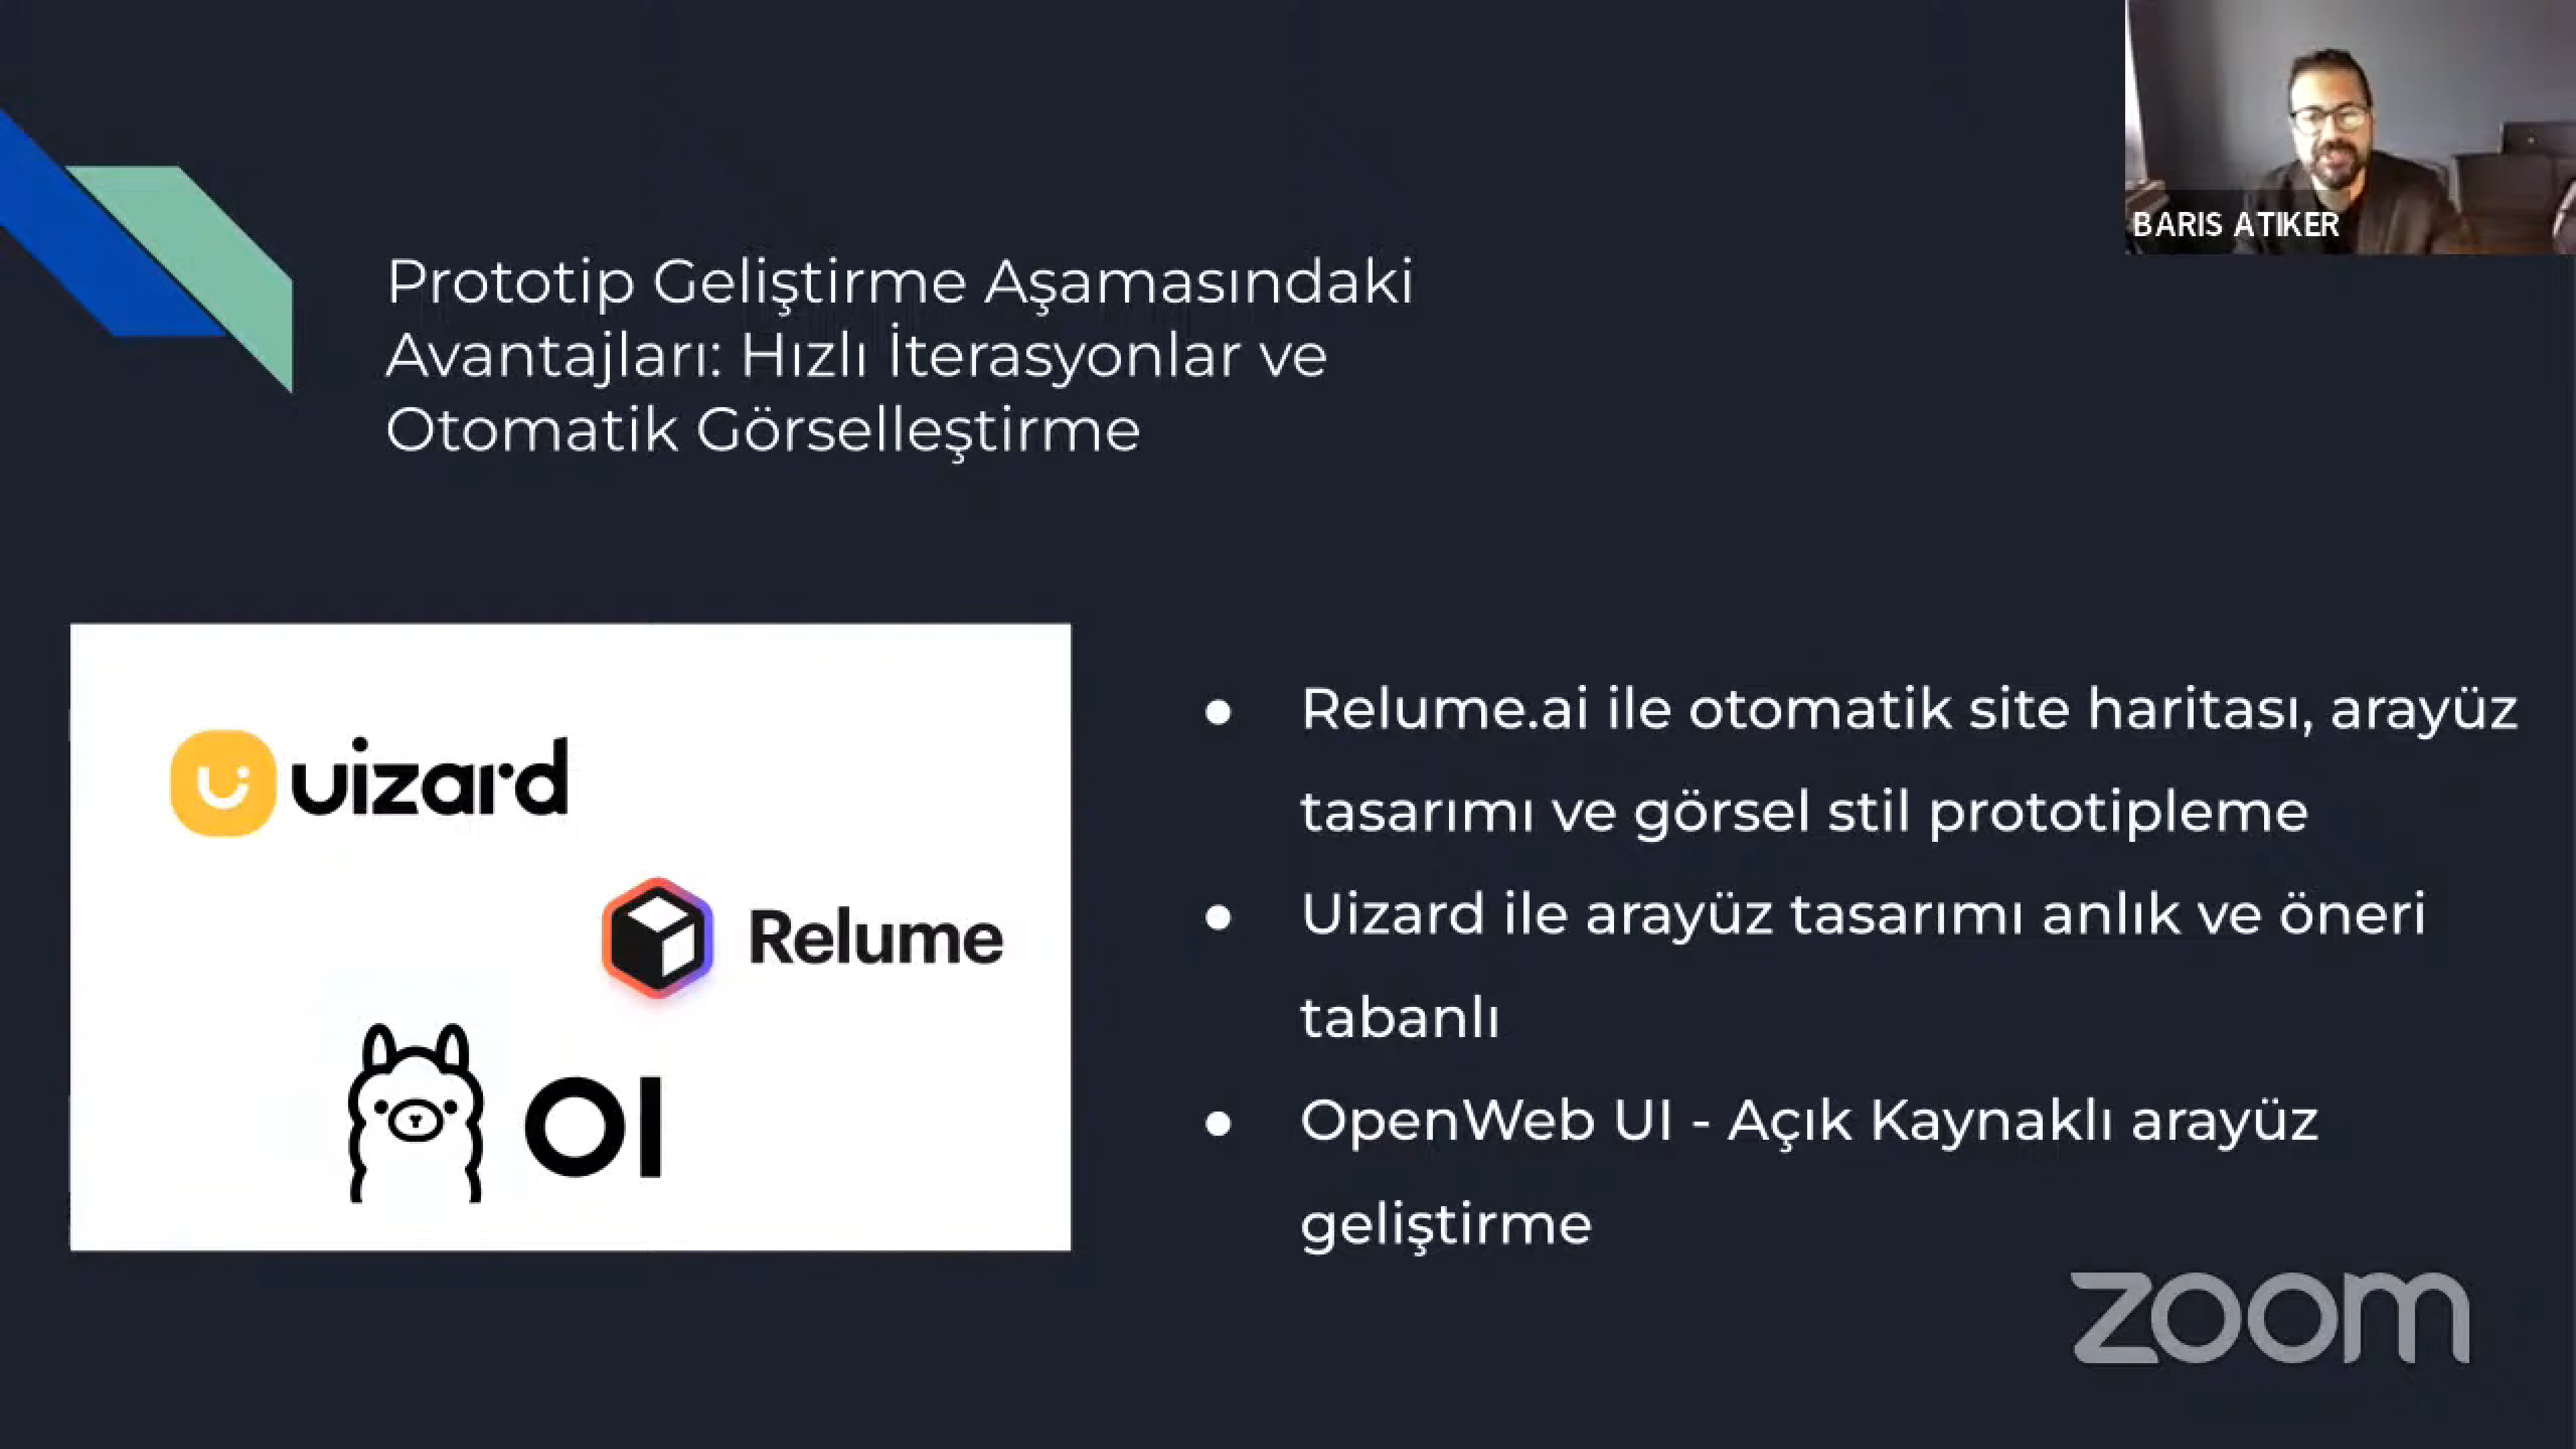 BARIS ATIKER
Prototip Geliştirme Aşamasındaki
Avantajları: Hızlı İterasyonlar ve
Otomatik Görselleştirme
uizard
Relume
OI
● Relume.ai ile otomatik site haritası, arayüz
tasarımı ve görsel stil prototipleme
● Uizard ile arayüz tasarımı anlık ve öneri
tabanlı
● OpenWeb UI - Açık Kaynaklı arayüz
geliştirme
zoom